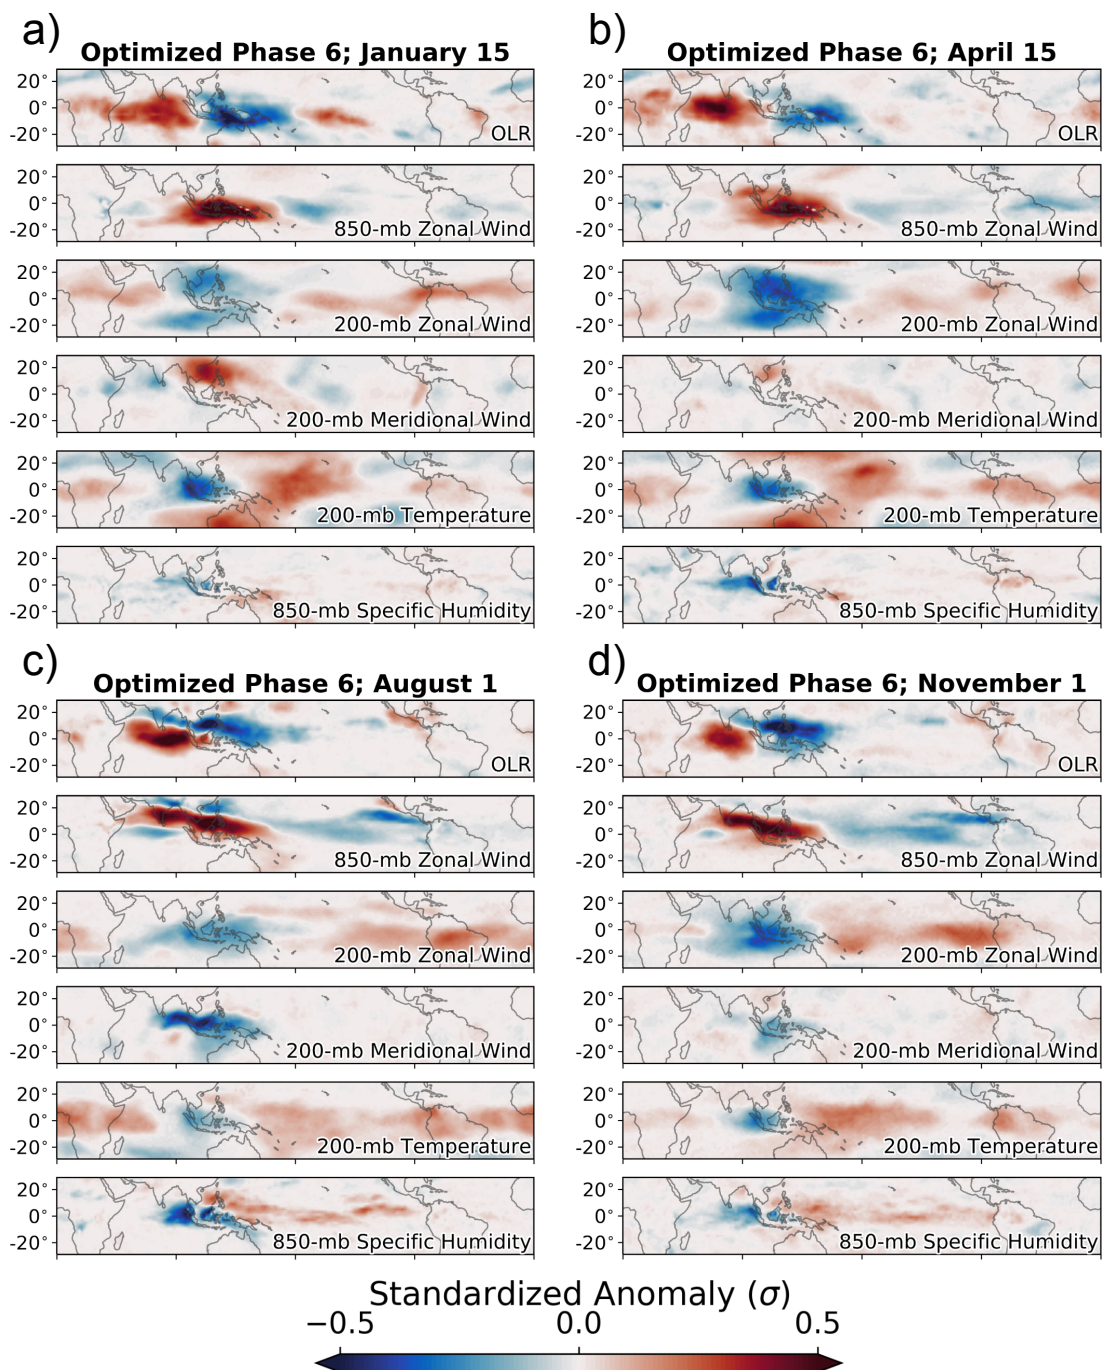 a)
Optimized Phase 6; January 15
20°
0°
-20°
OLR
20°
0°
-20°
850-mb Zonal Wind
20°
0°
-20°
200-mb Zonal Wind
20°
0°
-20°
200-mb Meridional Wind
20°
0°
-20°
200-mb Temperature
20°
0°
-20°
850-mb Specific Humidity
b)
Optimized Phase 6; April 15
20°
0°
-20°
OLR
20°
0°
-20°
850-mb Zonal Wind
20°
0°
-20°
200-mb Zonal Wind
20°
0°
-20°
200-mb Meridional Wind
20°
0°
-20°
200-mb Temperature
20°
0°
-20°
850-mb Specific Humidity
c)
Optimized Phase 6; August 1
20°
0°
-20°
OLR
20°
0°
-20°
850-mb Zonal Wind
20°
0°
-20°
200-mb Zonal Wind
20°
0°
-20°
200-mb Meridional Wind
20°
0°
-20°
200-mb Temperature
20°
0°
-20°
850-mb Specific Humidity
d)
Optimized Phase 6; November 1
20°
0°
-20°
OLR
20°
0°
-20°
850-mb Zonal Wind
20°
0°
-20°
200-mb Zonal Wind
20°
0°
-20°
200-mb Meridional Wind
20°
0°
-20°
200-mb Temperature
20°
0°
-20°
850-mb Specific Humidity
Standardized Anomaly (σ)
−0.5 0.0 0.5